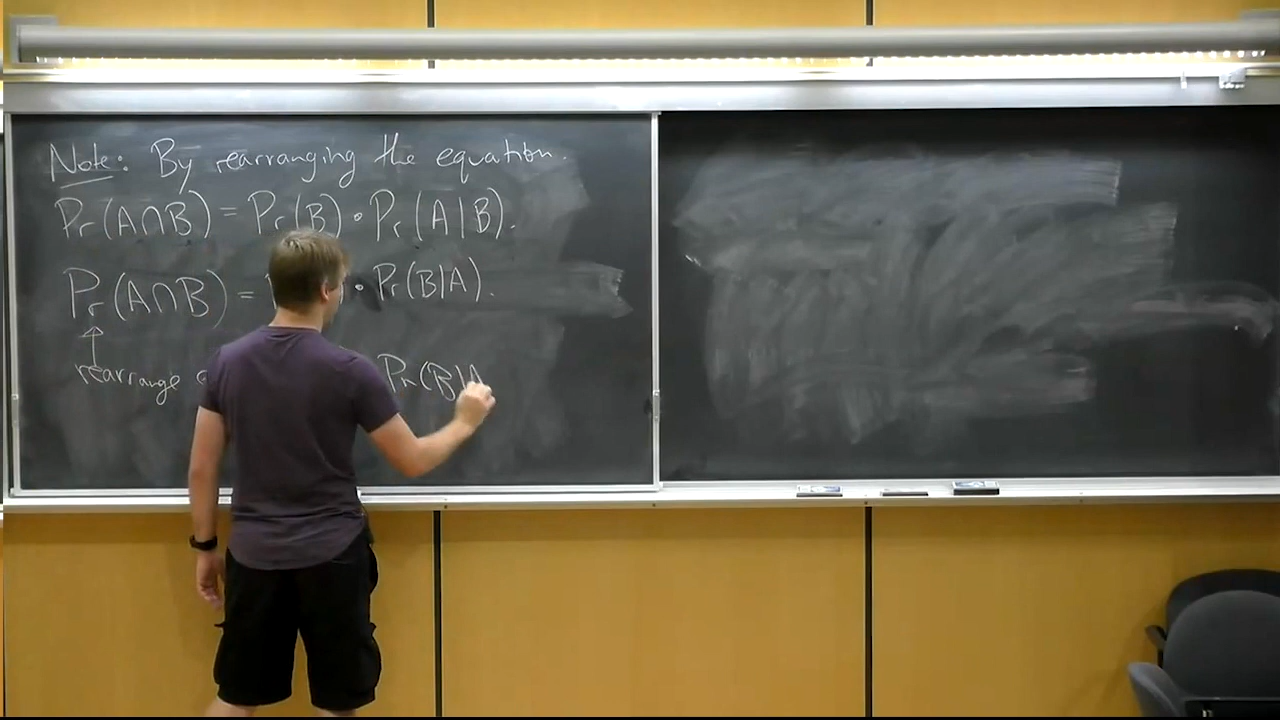 Note: By rearranging the equation.
Pr(A∩B) = Pr(B) • Pr(A|B).
Pr(A∩B) = • Pr(B|A).
↑
rearrange Pr(B|A